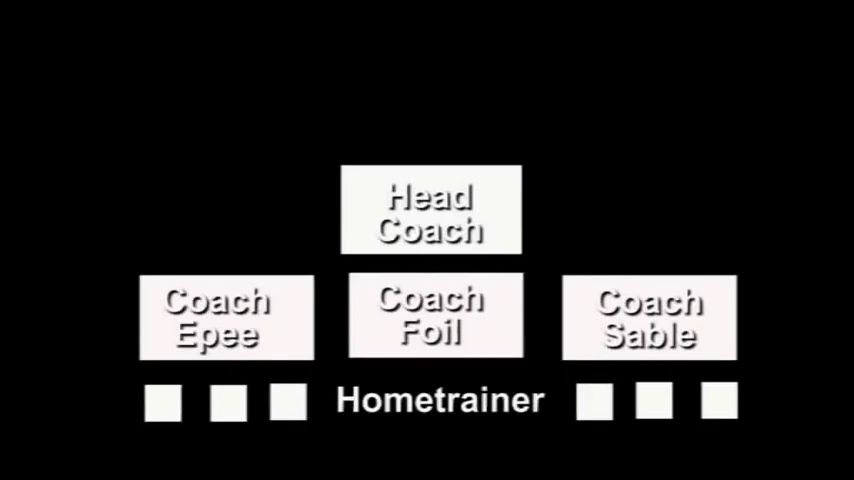 Head
Coach
Coach
Epee
Coach
Foil
Coach
Sable
Hometrainer